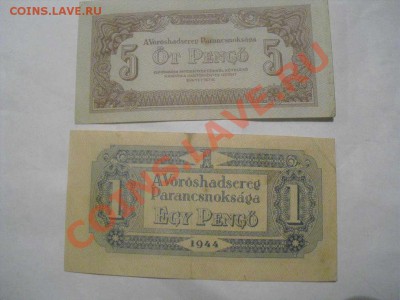 COINS.LAVE.RU
A Vöröshadsereg Parancsnoksága
5 ÖT PENGŐ 5
COINS.LAVE.RU
A Vöröshadsereg
Parancsnoksága
1 EGY PENGŐ 1
1944